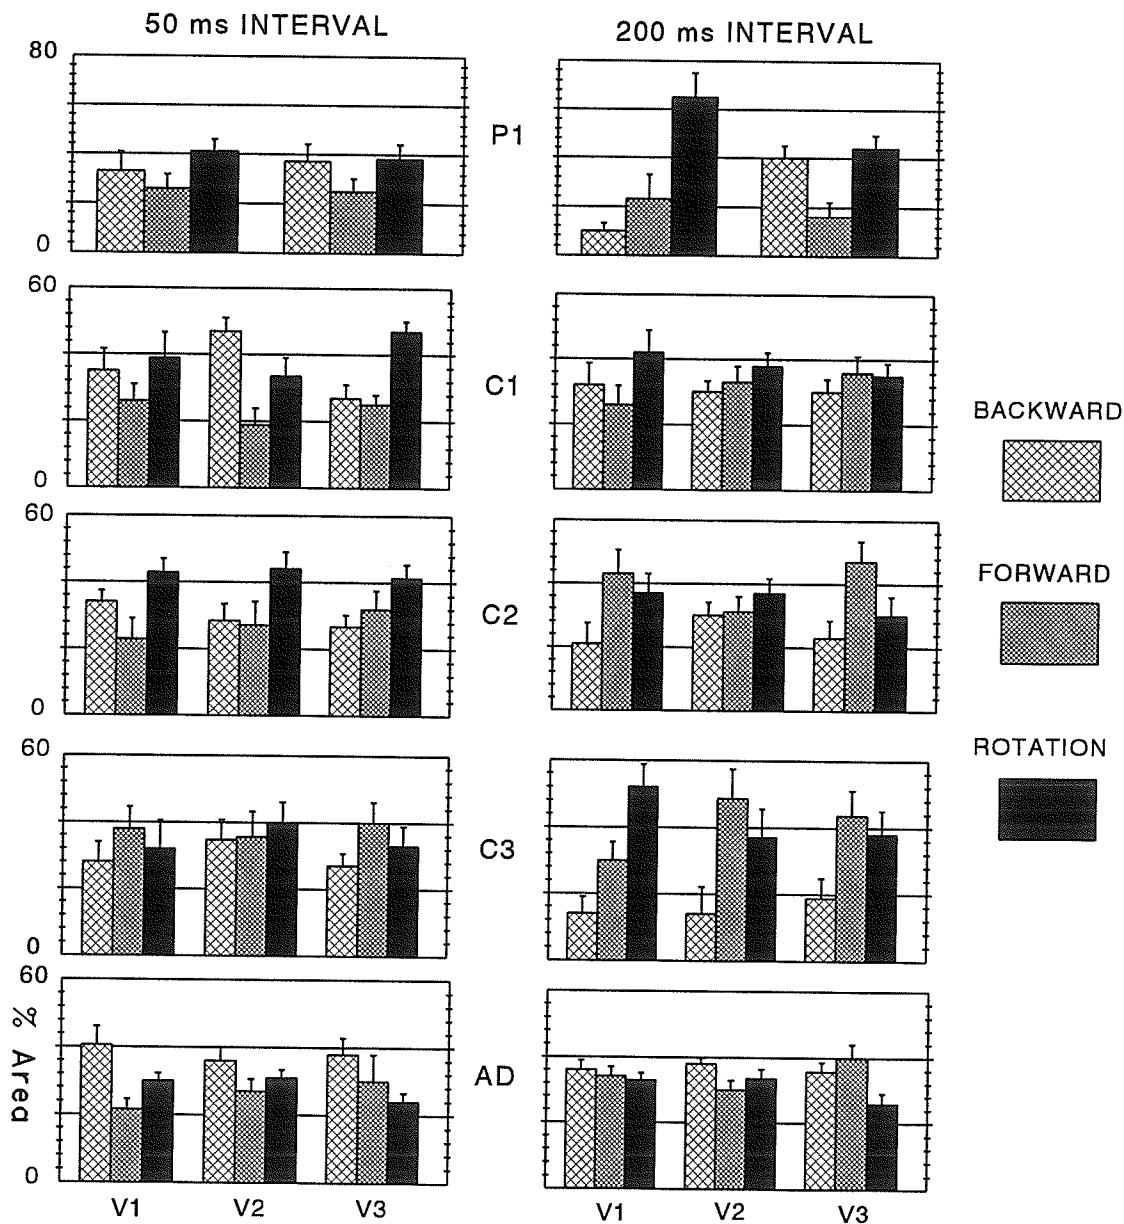 50 ms INTERVAL
200 ms INTERVAL
80
P1
0
60
C1
0
BACKWARD
60
C2
0
FORWARD
ROTATION
60
C3
0
60
% Area
AD
0
V1 V2 V3
V1 V2 V3